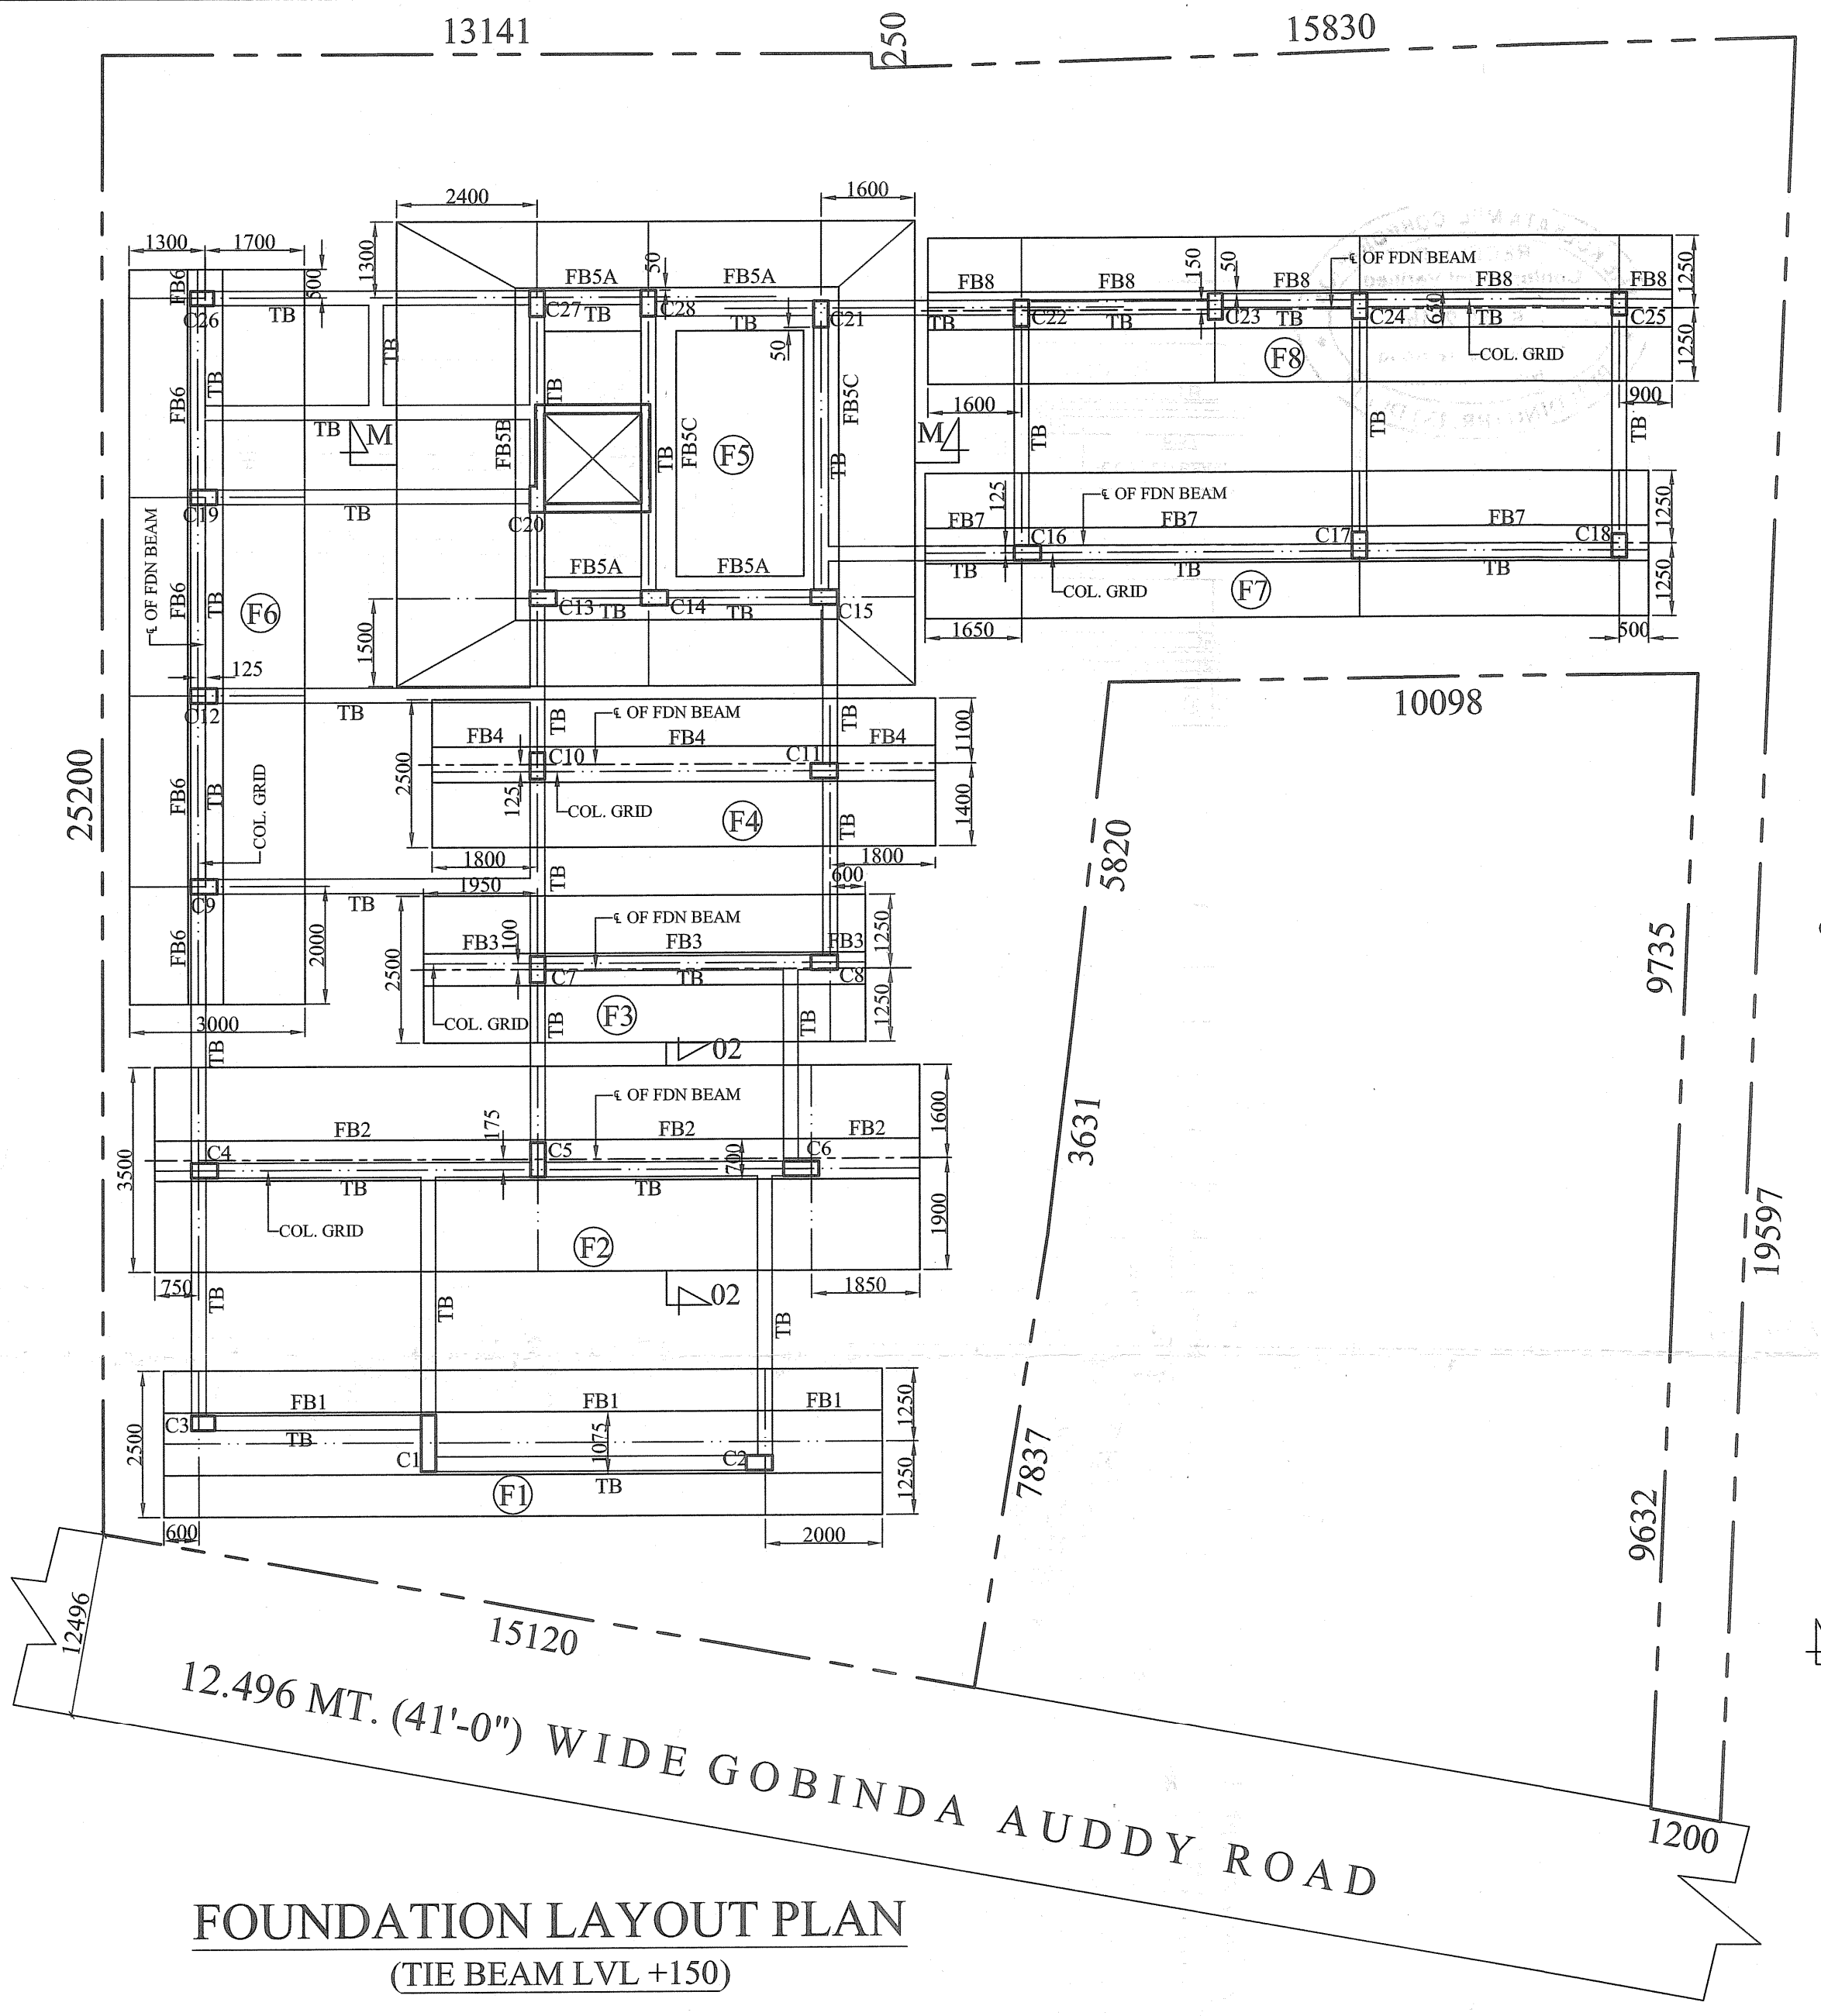 13141
250
15830
2400
1600
1300
1700
500
1300
50
FB5A
FB5A
FB6
C26
TB
C27
TB
C28
TB
C21
50
150
50
℄ OF FDN BEAM
FB8
FB8
FB8
FB8
FB8
1250
TB
C22
TB
C23
TB
C24
650
TB
C25
COL. GRID
F8
1250
1600
900
FB6
TB
TB
TB
TB
M
FB5B
TB
FB5C
F5
FB5C
TB
M
TB
TB
TB
C19
TB
C20
125
℄ OF FDN BEAM
FB7
FB7
FB7
1250
C16
C17
C18
TB
TB
TB
COL. GRID
F7
1250
1650
500
℄ OF FDN BEAM
FB6
TB
F6
FB5A
FB5A
C13
TB
C14
TB
C15
1500
125
C12
TB
TB
℄ OF FDN BEAM
TB
1100
2500
FB4
FB4
FB4
C10
C11
125
COL. GRID
F4
TB
1400
1800
1800
FB6
TB
COL. GRID
25200
C9
TB
TB
1950
600
℄ OF FDN BEAM
FB6
2000
2500
FB3
100
FB3
FB3
1250
C7
TB
C8
COL. GRID
TB
F3
TB
1250
3000
TB
02
3500
℄ OF FDN BEAM
1600
FB2
175
FB2
FB2
C4
C5
700
C6
TB
TB
COL. GRID
F2
1900
750
TB
TB
02
1850
TB
2500
FB1
FB1
FB1
1250
C3
TB
C1
1075
C2
TB
F1
1250
600
2000
10098
5820
3631
7837
9735
9632
19597
12496
15120
1200
12.496 MT. (41'-0") WIDE GOBINDA AUDDY ROAD
FOUNDATION LAYOUT PLAN
(TIE BEAM LVL +150)